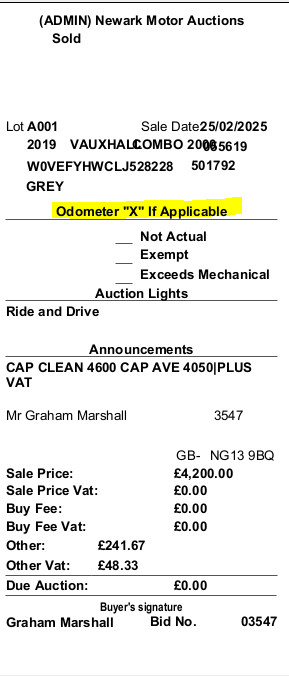 (ADMIN) Newark Motor Auctions
Sold
Lot A001 Sale Date 25/02/2025
2019 VAUXHALL COMBO 2000 055619
W0VEFYHWCLJ528228 501792
GREY
Odometer "X" If Applicable
__ Not Actual
__ Exempt
__ Exceeds Mechanical
Auction Lights
Ride and Drive
Announcements
CAP CLEAN 4600 CAP AVE 4050|PLUS
VAT
Mr Graham Marshall 3547
GB- NG13 9BQ
Sale Price: £4,200.00
Sale Price Vat: £0.00
Buy Fee: £0.00
Buy Fee Vat: £0.00
Other: £241.67
Other Vat: £48.33
Due Auction: £0.00
Buyer's signature
Graham Marshall Bid No. 03547